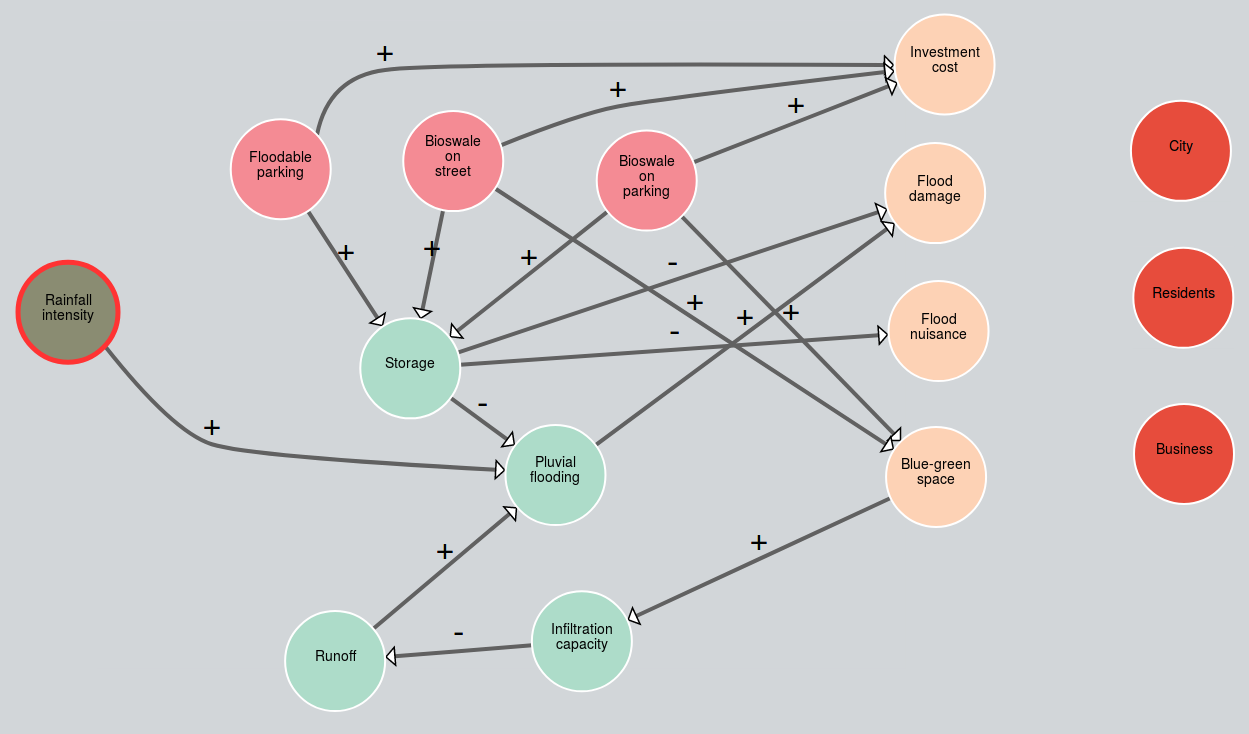 +
Investment
cost
+
+
Floodable
parking
Bioswale
on
street
Bioswale
on
parking
City
Flood
damage
+
+
+
-
Rainfall
intensity
Residents
+
+
+
-
Flood
nuisance
Storage
-
+
Pluvial
flooding
Blue-green
space
Business
+
+
-
Runoff
Infiltration
capacity